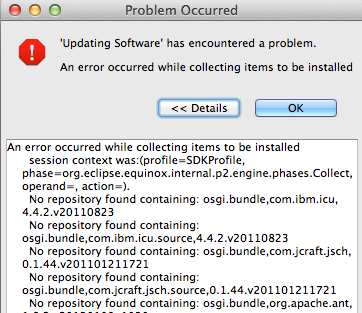 Problem Occurred
'Updating Software' has encountered a problem.
An error occurred while collecting items to be installed
<< Details
OK
An error occurred while collecting items to be installed
session context was:(profile=SDKProfile,
phase=org.eclipse.equinox.internal.p2.engine.phases.Collect,
operand=, action=).
No repository found containing: osgi.bundle,com.ibm.icu,
4.4.2.v20110823
No repository found containing:
osgi.bundle,com.ibm.icu.source,4.4.2.v20110823
No repository found containing: osgi.bundle,com.jcraft.jsch,
0.1.44.v201101211721
No repository found containing:
osgi.bundle,com.jcraft.jsch.source,0.1.44.v201101211721
No repository found containing: osgi.bundle,org.apache.ant,